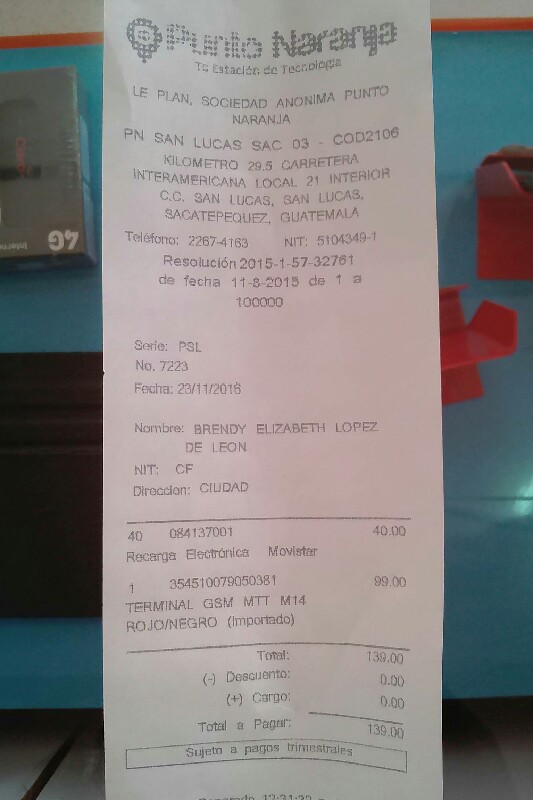 Punto Naranja
Tu Estación de Tecnología
LE PLAN, SOCIEDAD ANONIMA PUNTO
NARANJA
PN SAN LUCAS SAC 03 - COD2106
KILOMETRO 29.5 CARRETERA
INTERAMERICANA LOCAL 21 INTERIOR
C.C. SAN LUCAS, SAN LUCAS,
SACATEPEQUEZ, GUATEMALA
Teléfono: 2267-4163 NIT: 5104349-1
Resolución 2015-1-57-32761
de fecha 11-8-2015 de 1 a
100000
Serie: PSL
No. 7223
Fecha: 23/11/2016
Nombre: BRENDY ELIZABETH LOPEZ
DE LEON
NIT: CF
Direccion: CIUDAD
40 084137001 40.00
Recarga Electrónica Movistar
1 354510079050381 99.00
TERMINAL GSM MTT M14
ROJO/NEGRO (Importado)
Total: 139.00
(-) Descuento: 0.00
(+) Cargo: 0.00
Total a Pagar: 139.00
Sujeto a pagos trimestrales
4G